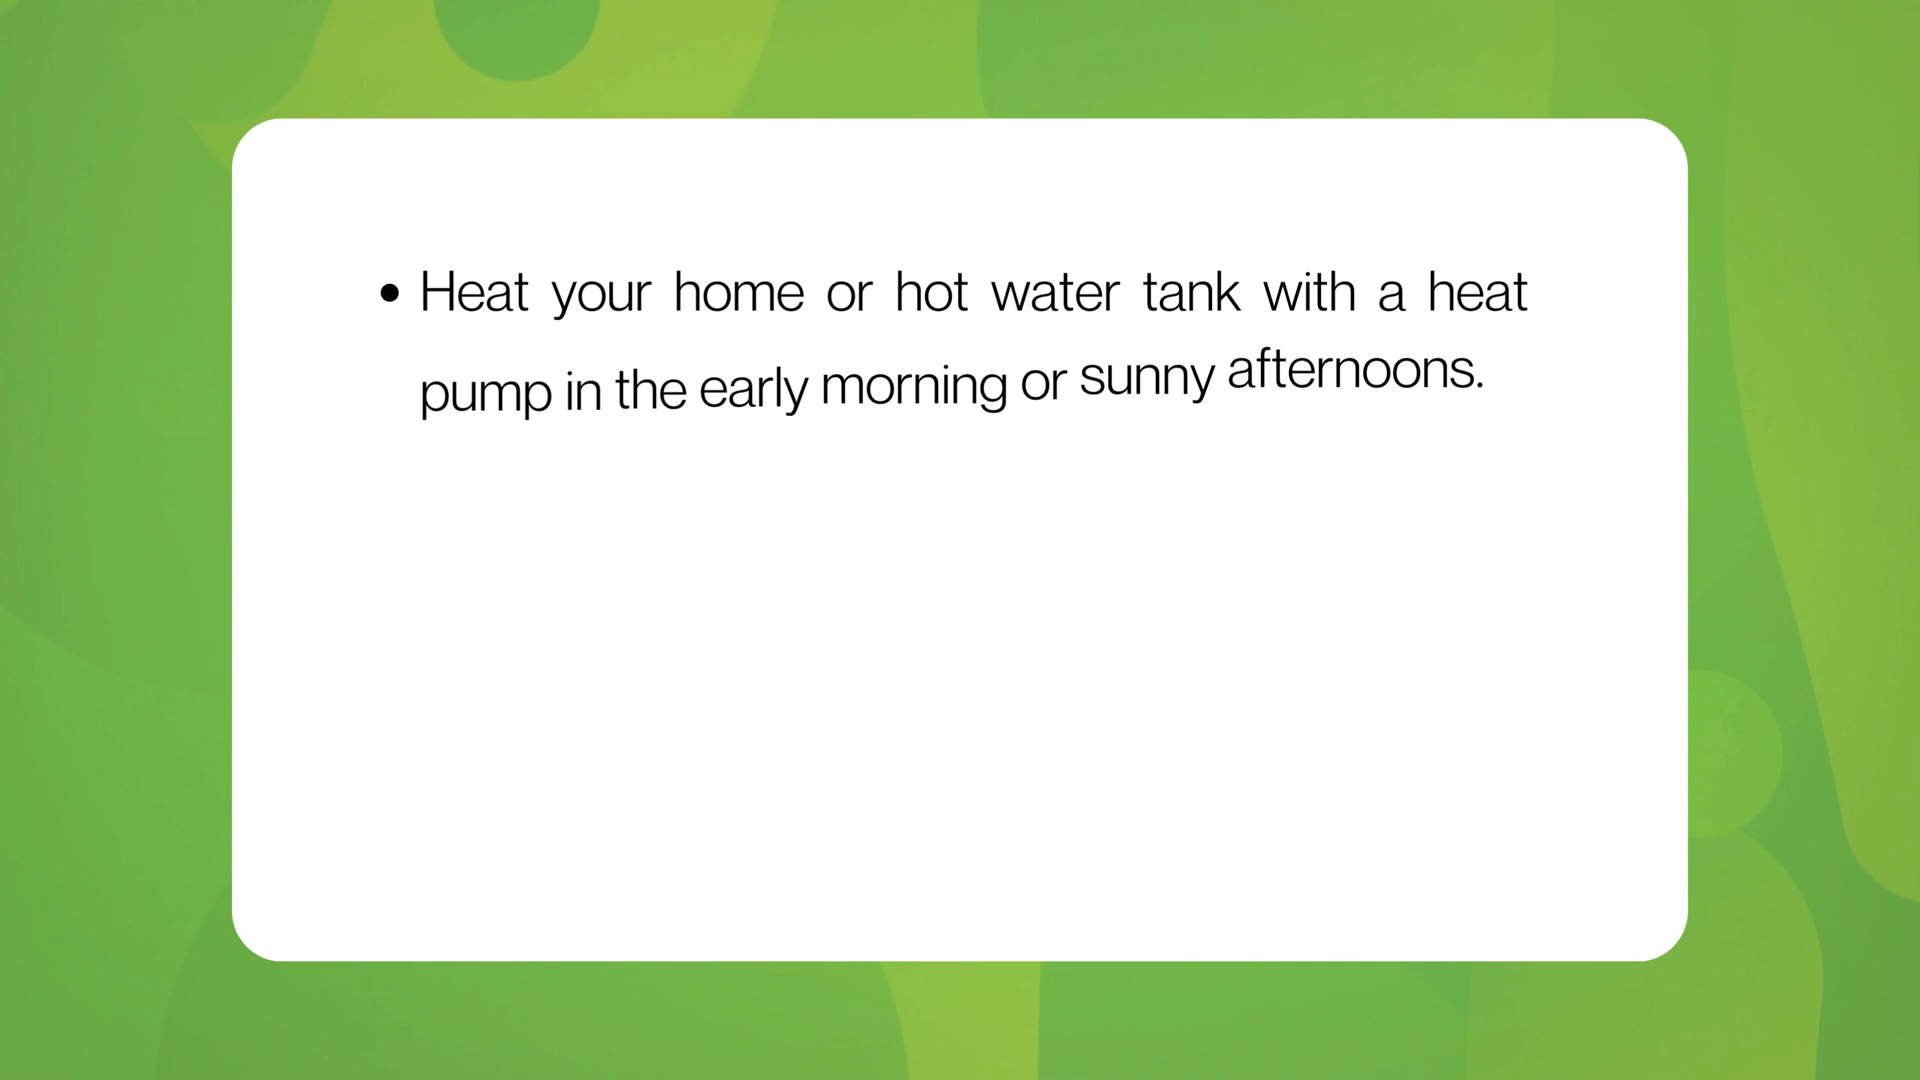 • Heat your home or hot water tank with a heat
pump in the early morning or sunny afternoons.